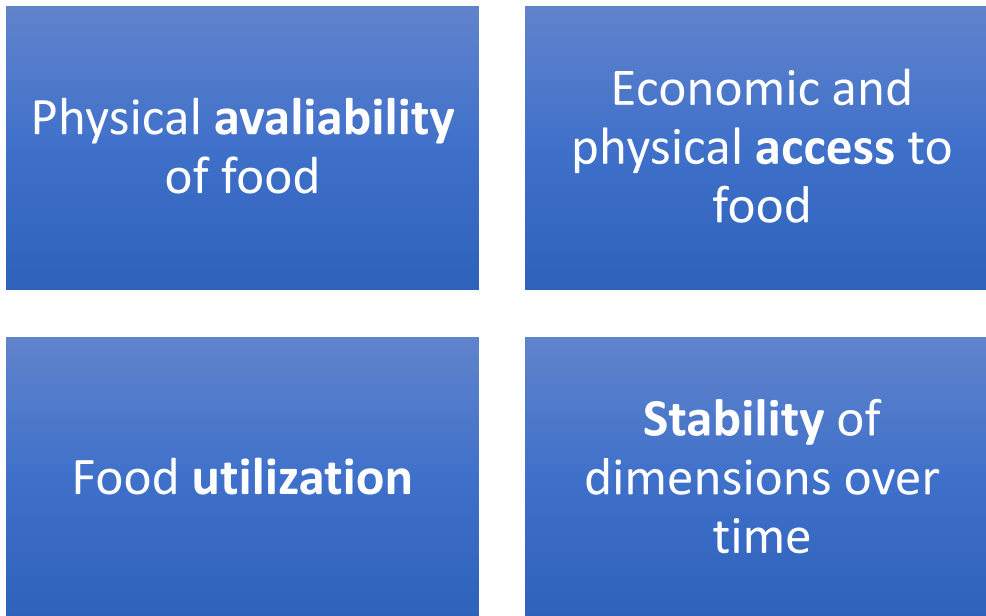 Physical avaliability
of food
Economic and
physical access to
food
Food utilization
Stability of
dimensions over
time